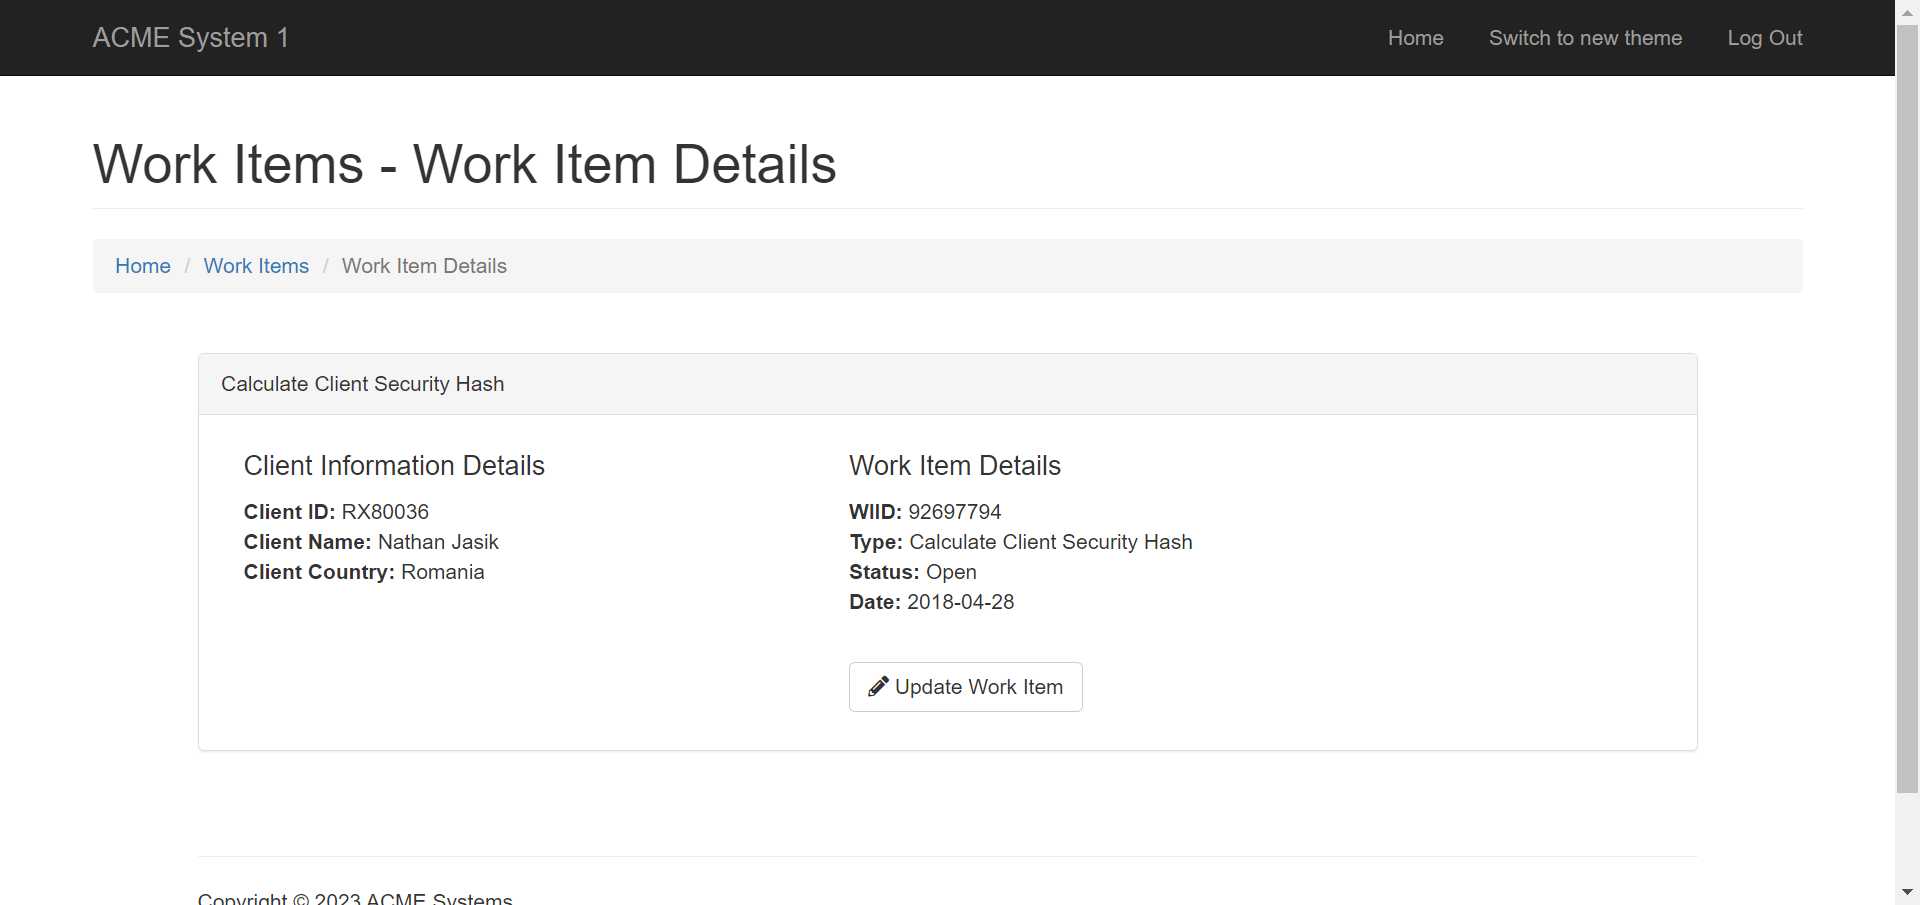 ACME System 1
Home
Switch to new theme
Log Out
Work Items - Work Item Details
Home / Work Items / Work Item Details
Calculate Client Security Hash
Client Information Details
Client ID: RX80036
Client Name: Nathan Jasik
Client Country: Romania
Work Item Details
WIID: 92697794
Type: Calculate Client Security Hash
Status: Open
Date: 2018-04-28
Update Work Item
Copyright © 2023 ACME Systems